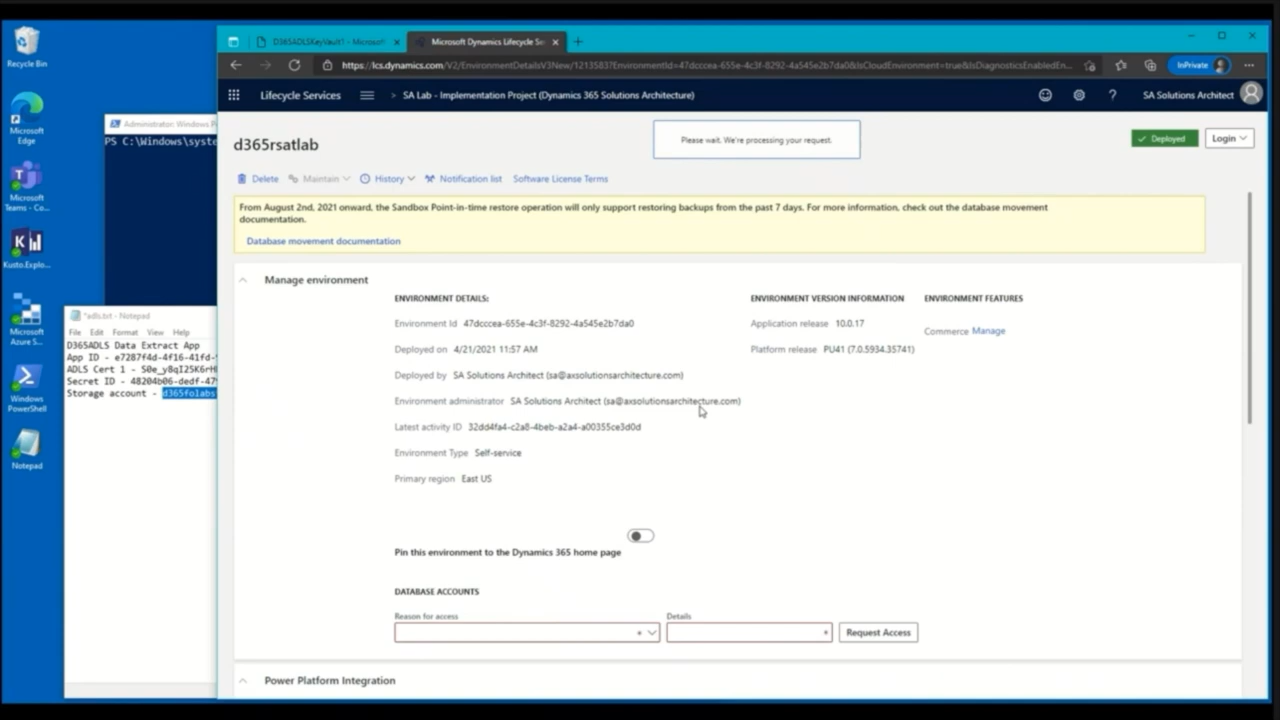 Recycle Bin
Microsoft Edge
Microsoft Teams - Co...
Kusto.Explo...
Microsoft Azure S...
Windows PowerShell
Notepad
Administrator: Windows P
PS C:\Windows\syste
*adls.txt - Notepad
File Edit Format View Help
D365ADLS Data Extract App
App ID - e7287f4d-4f16-41fd-
ADLS Cert 1 -
Secret ID - 48204b06-dedf-47
Storage account - d365folabs
D365ADLSKeyVault1 - Microsoft
Microsoft Dynamics Lifecycle Se
https://lcs.dynamics.com/V2/EnvironmentDetailsV3New/1213583?EnvironmentId=47dcccea-655e-4c3f-8292-4a545e2b7da0&IsCloudEnvironment=true&IsDiagnosticsEnabledEn...
InPrivate
Lifecycle Services
> SA Lab - Implementation Project (Dynamics 365 Solutions Architecture)
?
SA Solutions Architect
d365rsatlab
Please wait. We're processing your request.
Deployed
Login
Delete Maintain History Notification list Software License Terms
From August 2nd, 2021 onward, the Sandbox Point-in-time restore operation will only support restoring backups from the past 7 days. For more information, check out the database movement
documentation.
Database movement documentation
Manage environment
ENVIRONMENT DETAILS:
Environment Id 47dcccea-655e-4c3f-8292-4a545e2b7da0
Deployed on 4/21/2021 11:57 AM
Deployed by SA Solutions Architect (sa@axsolutionsarchitecture.com)
Environment administrator SA Solutions Architect (sa@axsolutionsarchitecture.com)
Latest activity ID 32dd4fa4-c2a8-4beb-a2a4-a00355ce3d0d
Environment Type Self-service
Primary region East US
ENVIRONMENT VERSION INFORMATION
Application release 10.0.17
Platform release PU41 (7.0.5934.35741)
ENVIRONMENT FEATURES
Commerce Manage
Pin this environment to the Dynamics 365 home page
DATABASE ACCOUNTS
Reason for access
*
Details
*
Request Access
Power Platform Integration